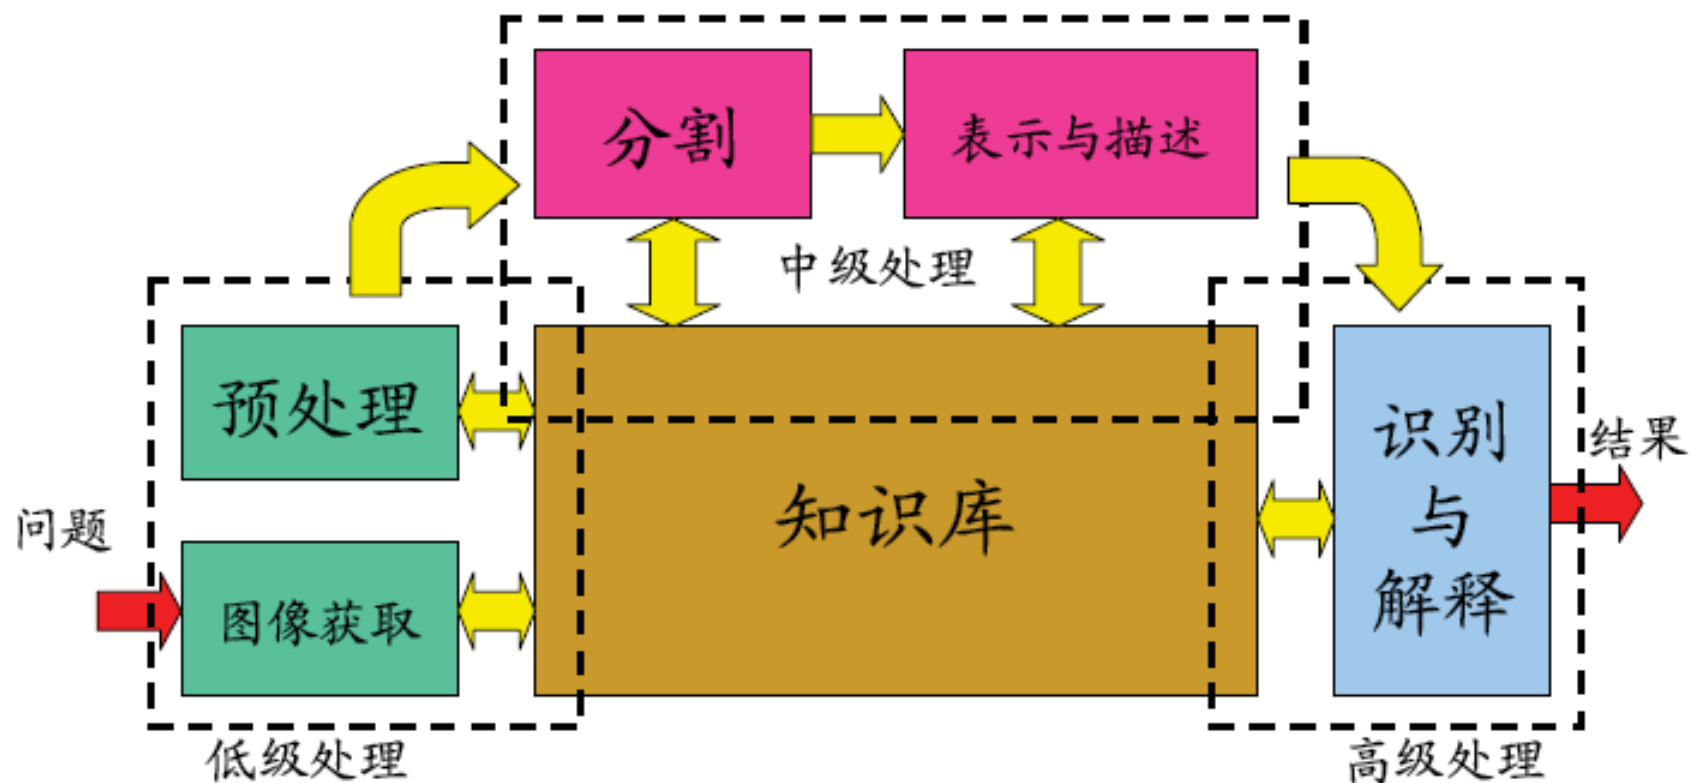 分割
表示与描述
中级处理
预处理
知识库
识别
与
解释
结果
问题
图像获取
低级处理
高级处理